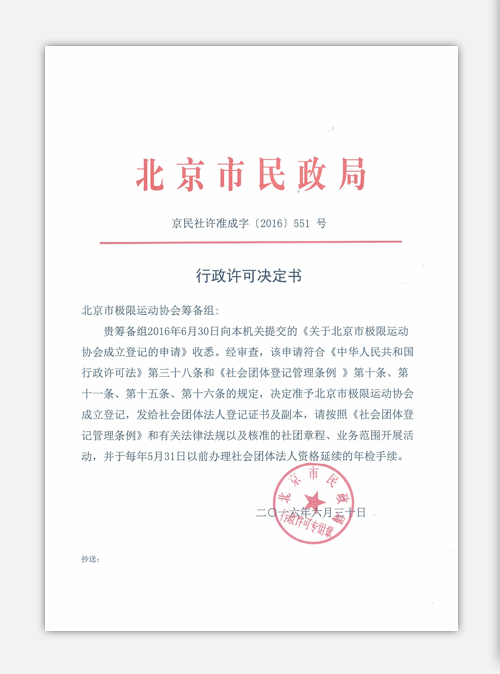 北京市民政局
京民社许准成字〔2016〕551 号
行政许可决定书
北京市极限运动协会筹备组:
贵筹备组2016年6月30日向本机关提交的《关于北京市极限运动
协会成立登记的申请》收悉。经审查，该申请符合《中华人民共和国
行政许可法》第三十八条和《社会团体登记管理条例 》第十条、第
十一条、第十五条、第十六条的规定，决定准予北京市极限运动协会
成立登记，发给社会团体法人登记证书及副本，请按照《社会团体登
记管理条例》和有关法律法规以及核准的社团章程、业务范围开展活
动，并于每年5月31日以前办理社会团体法人资格延续的年检手续。
北京市民政局
二〇一六年六月三十日
行政许可专用章
抄送: